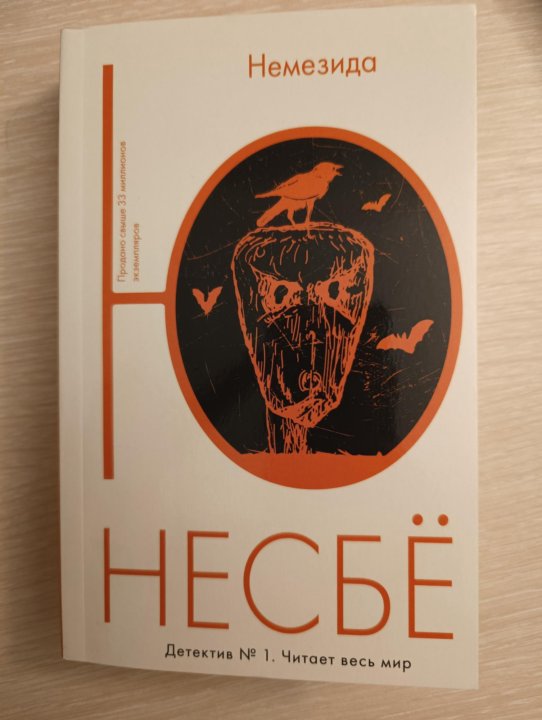 Немезида
Продано свыше 33 миллионов
экземпляров
Ю
НЕСБЁ
Детектив № 1. Читает весь мир